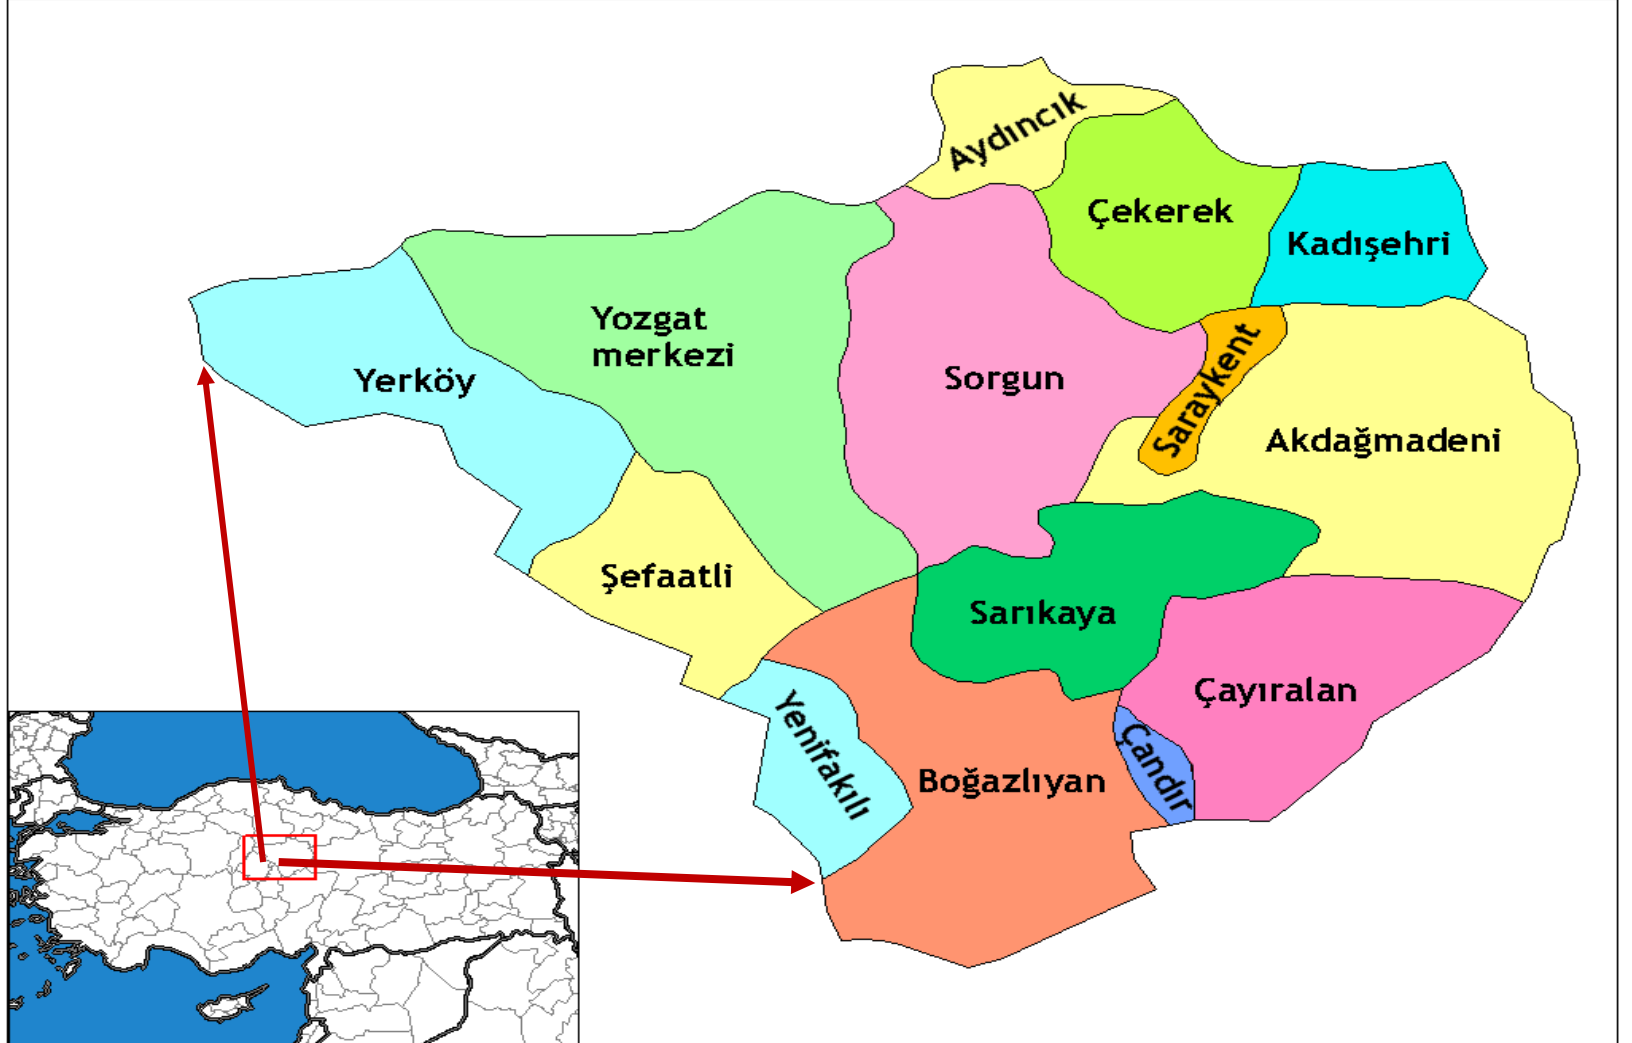 Aydıncık
Çekerek
Kadışehri
Yozgat
merkezi
Yerköy
Sorgun
Saraykent
Akdağmadeni
Şefaatli
Sarıkaya
Çayıralan
Yenifakılı
Boğazlıyan
Çandır